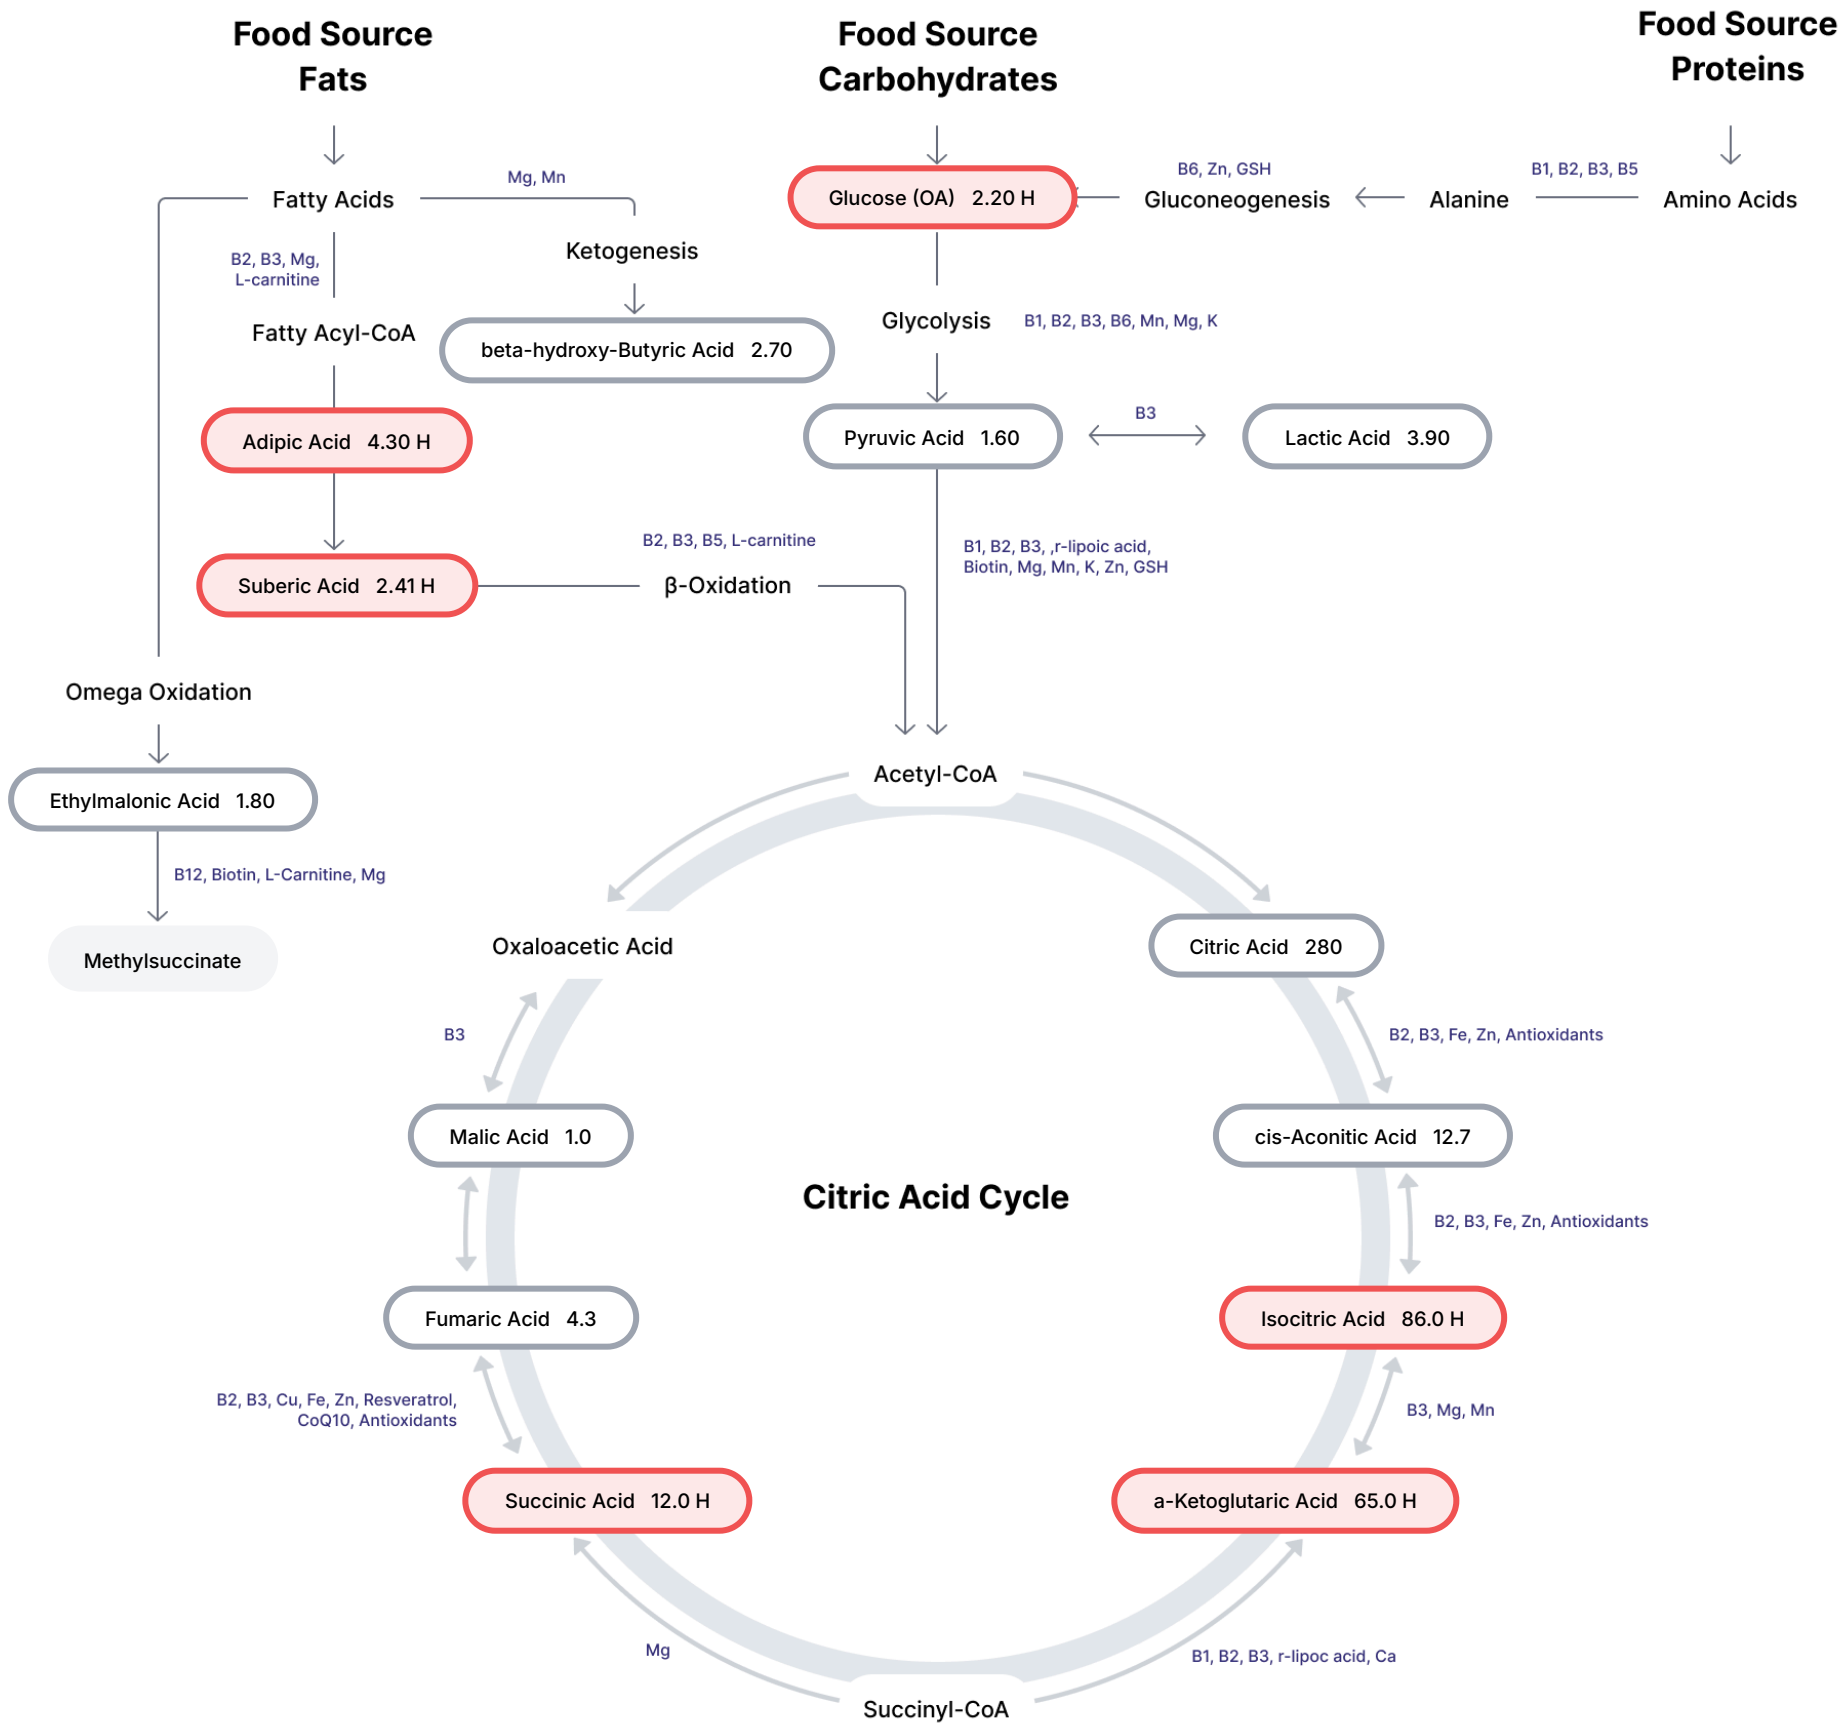 Food Source
Fats
Food Source
Carbohydrates
Food Source
Proteins
Fatty Acids
Mg, Mn
Glucose (OA) 2.20 H
B6, Zn, GSH
Gluconeogenesis
Alanine
B1, B2, B3, B5
Amino Acids
B2, B3, Mg,
L-carnitine
Ketogenesis
Fatty Acyl-CoA
beta-hydroxy-Butyric Acid 2.70
Glycolysis
B1, B2, B3, B6, Mn, Mg, K
Adipic Acid 4.30 H
Pyruvic Acid 1.60
B3
Lactic Acid 3.90
Suberic Acid 2.41 H
B2, B3, B5, L-carnitine
β-Oxidation
B1, B2, B3, ,r-lipoic acid,
Biotin, Mg, Mn, K, Zn, GSH
Omega Oxidation
Ethylmalonic Acid 1.80
B12, Biotin, L-Carnitine, Mg
Methylsuccinate
Acetyl-CoA
Oxaloacetic Acid
Citric Acid 280
B3
B2, B3, Fe, Zn, Antioxidants
Malic Acid 1.0
cis-Aconitic Acid 12.7
Citric Acid Cycle
B2, B3, Fe, Zn, Antioxidants
Fumaric Acid 4.3
Isocitric Acid 86.0 H
B2, B3, Cu, Fe, Zn, Resveratrol,
CoQ10, Antioxidants
B3, Mg, Mn
Succinic Acid 12.0 H
a-Ketoglutaric Acid 65.0 H
Mg
B1, B2, B3, r-lipoc acid, Ca
Succinyl-CoA